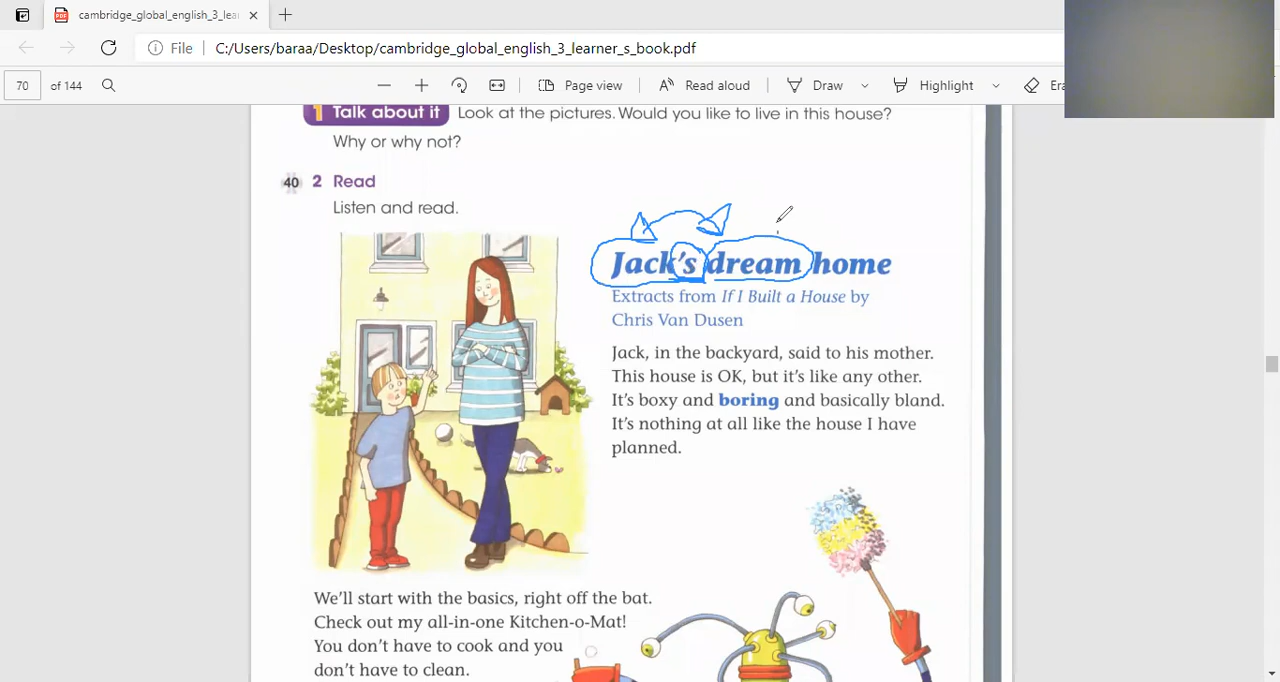 cambridge_global_english_3_lear
File
C:/Users/baraa/Desktop/cambridge_global_english_3_learner_s_book.pdf
70 of 144
Page view
Read aloud
Draw
Highlight
Era
1 Talk about it Look at the pictures. Would you like to live in this house?
Why or why not?
40 2 Read
Listen and read.
Jack's dream home
Extracts from If I Built a House by
Chris Van Dusen
Jack, in the backyard, said to his mother.
This house is OK, but it's like any other.
It's boxy and boring and basically bland.
It's nothing at all like the house I have
planned.
We'll start with the basics, right off the bat.
Check out my all-in-one Kitchen-o-Mat!
You don't have to cook and you
don't have to clean.